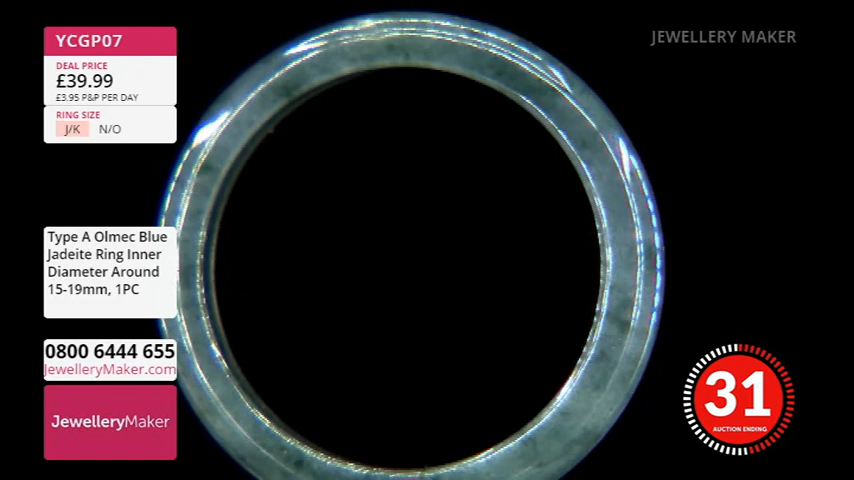 YCGP07
DEAL PRICE
£39.99
£3.95 P&P PER DAY
RING SIZE
J/K N/O
Type A Olmec Blue
Jadeite Ring Inner
Diameter Around
15-19mm, 1PC
0800 6444 655
JewelleryMaker.com
JewelleryMaker
JEWELLERY MAKER
31
AUCTION ENDING